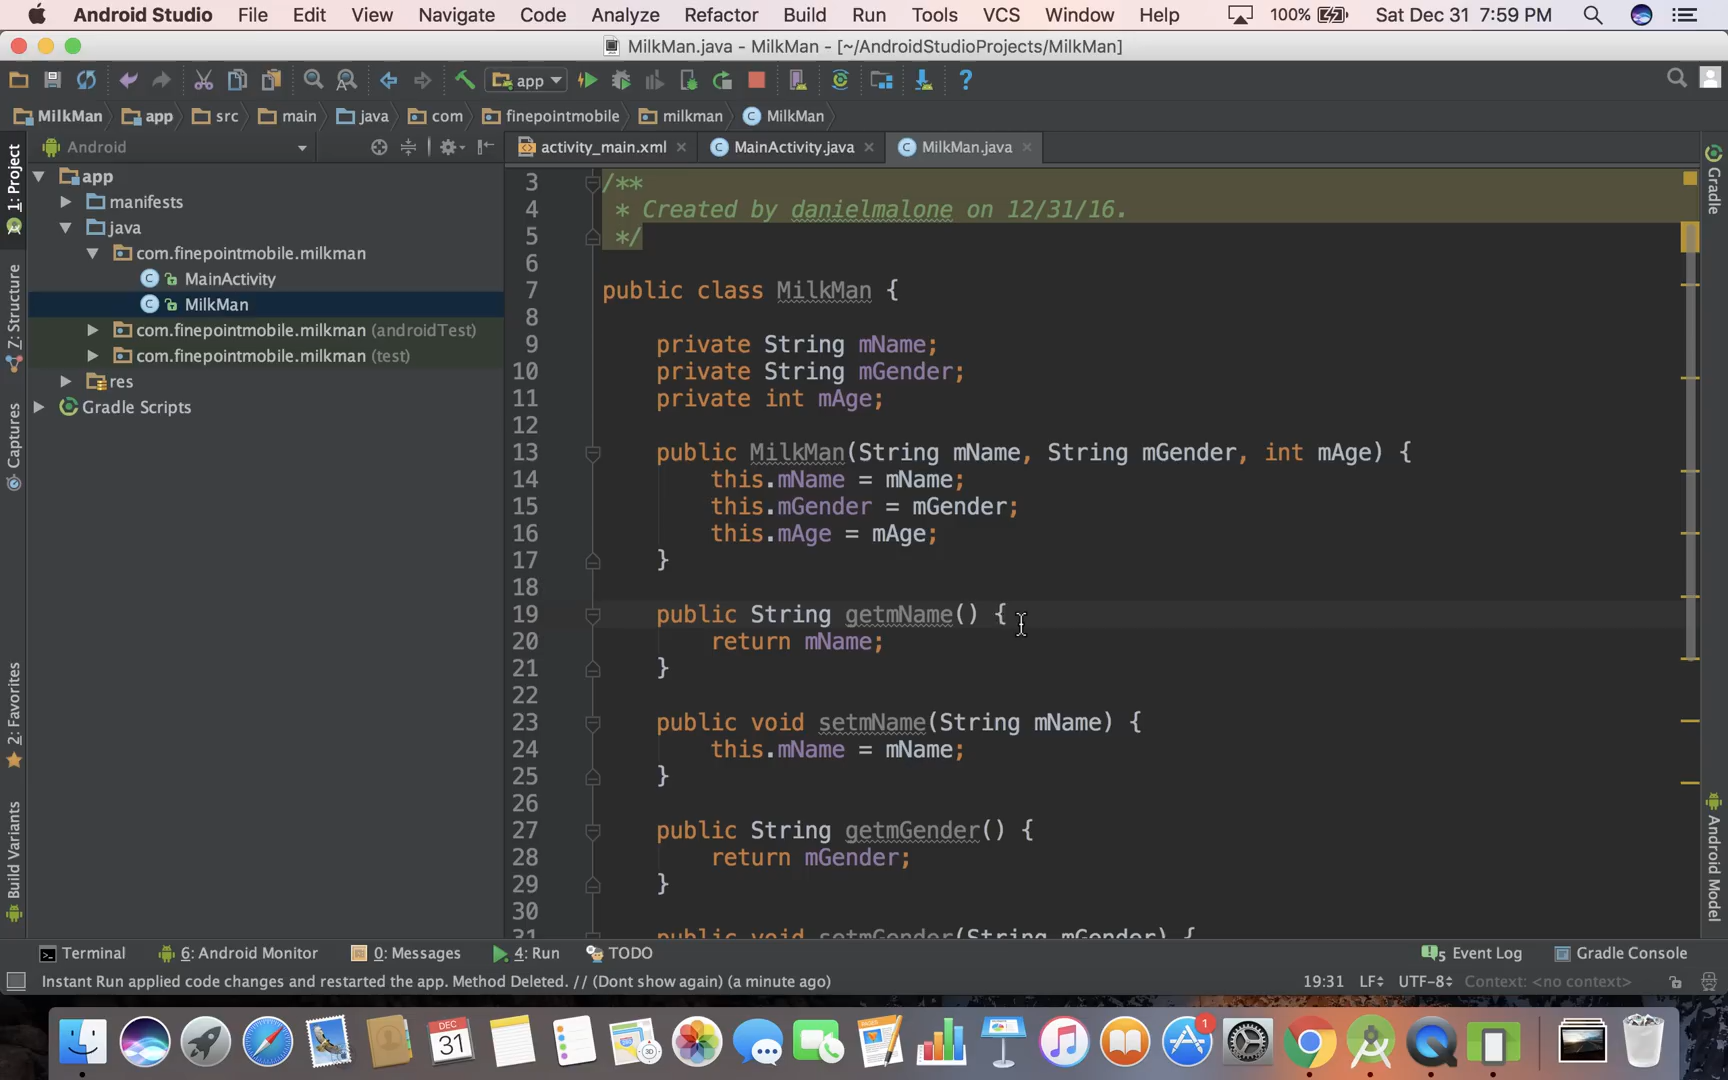 Android Studio File Edit View Navigate Code Analyze Refactor Build Run Tools VCS Window Help 100% Sat Dec 31 7:59 PM
MilkMan.java - MilkMan - [~/AndroidStudioProjects/MilkMan]
app
MilkMan app src main java com finepointmobile milkman MilkMan
Android
activity_main.xml MainActivity.java MilkMan.java
1: Project
7: Structure
Captures
2: Favorites
Build Variants
app
manifests
java
com.finepointmobile.milkman
MainActivity
MilkMan
com.finepointmobile.milkman (androidTest)
com.finepointmobile.milkman (test)
res
Gradle Scripts
3 /**
4 * Created by danielmalone on 12/31/16.
5 */
6
7 public class MilkMan {
8
9 private String mName;
10 private String mGender;
11 private int mAge;
12
13 public MilkMan(String mName, String mGender, int mAge) {
14 this.mName = mName;
15 this.mGender = mGender;
16 this.mAge = mAge;
17 }
18
19 public String getmName() {
20 return mName;
21 }
22
23 public void setmName(String mName) {
24 this.mName = mName;
25 }
26
27 public String getmGender() {
28 return mGender;
29 }
30
31 public void setmGender(String mGender) {
Gradle
Android Model
Terminal 6: Android Monitor 0: Messages 4: Run TODO 5 Event Log Gradle Console
Instant Run applied code changes and restarted the app. Method Deleted. // (Dont show again) (a minute ago) 19:31 LF UTF-8 Context: <no context>
DEC
31
3D
1